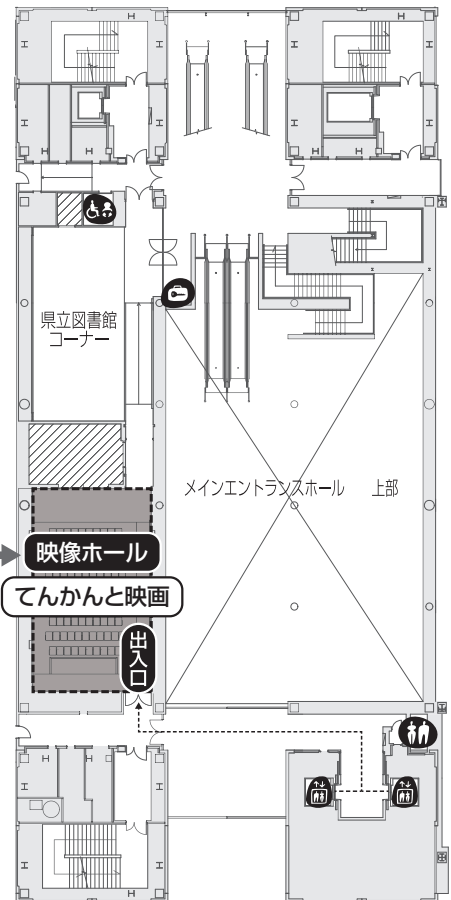 県立図書館
コーナー
メインエントランスホール 上部
映像ホール
てんかんと映画
出入口